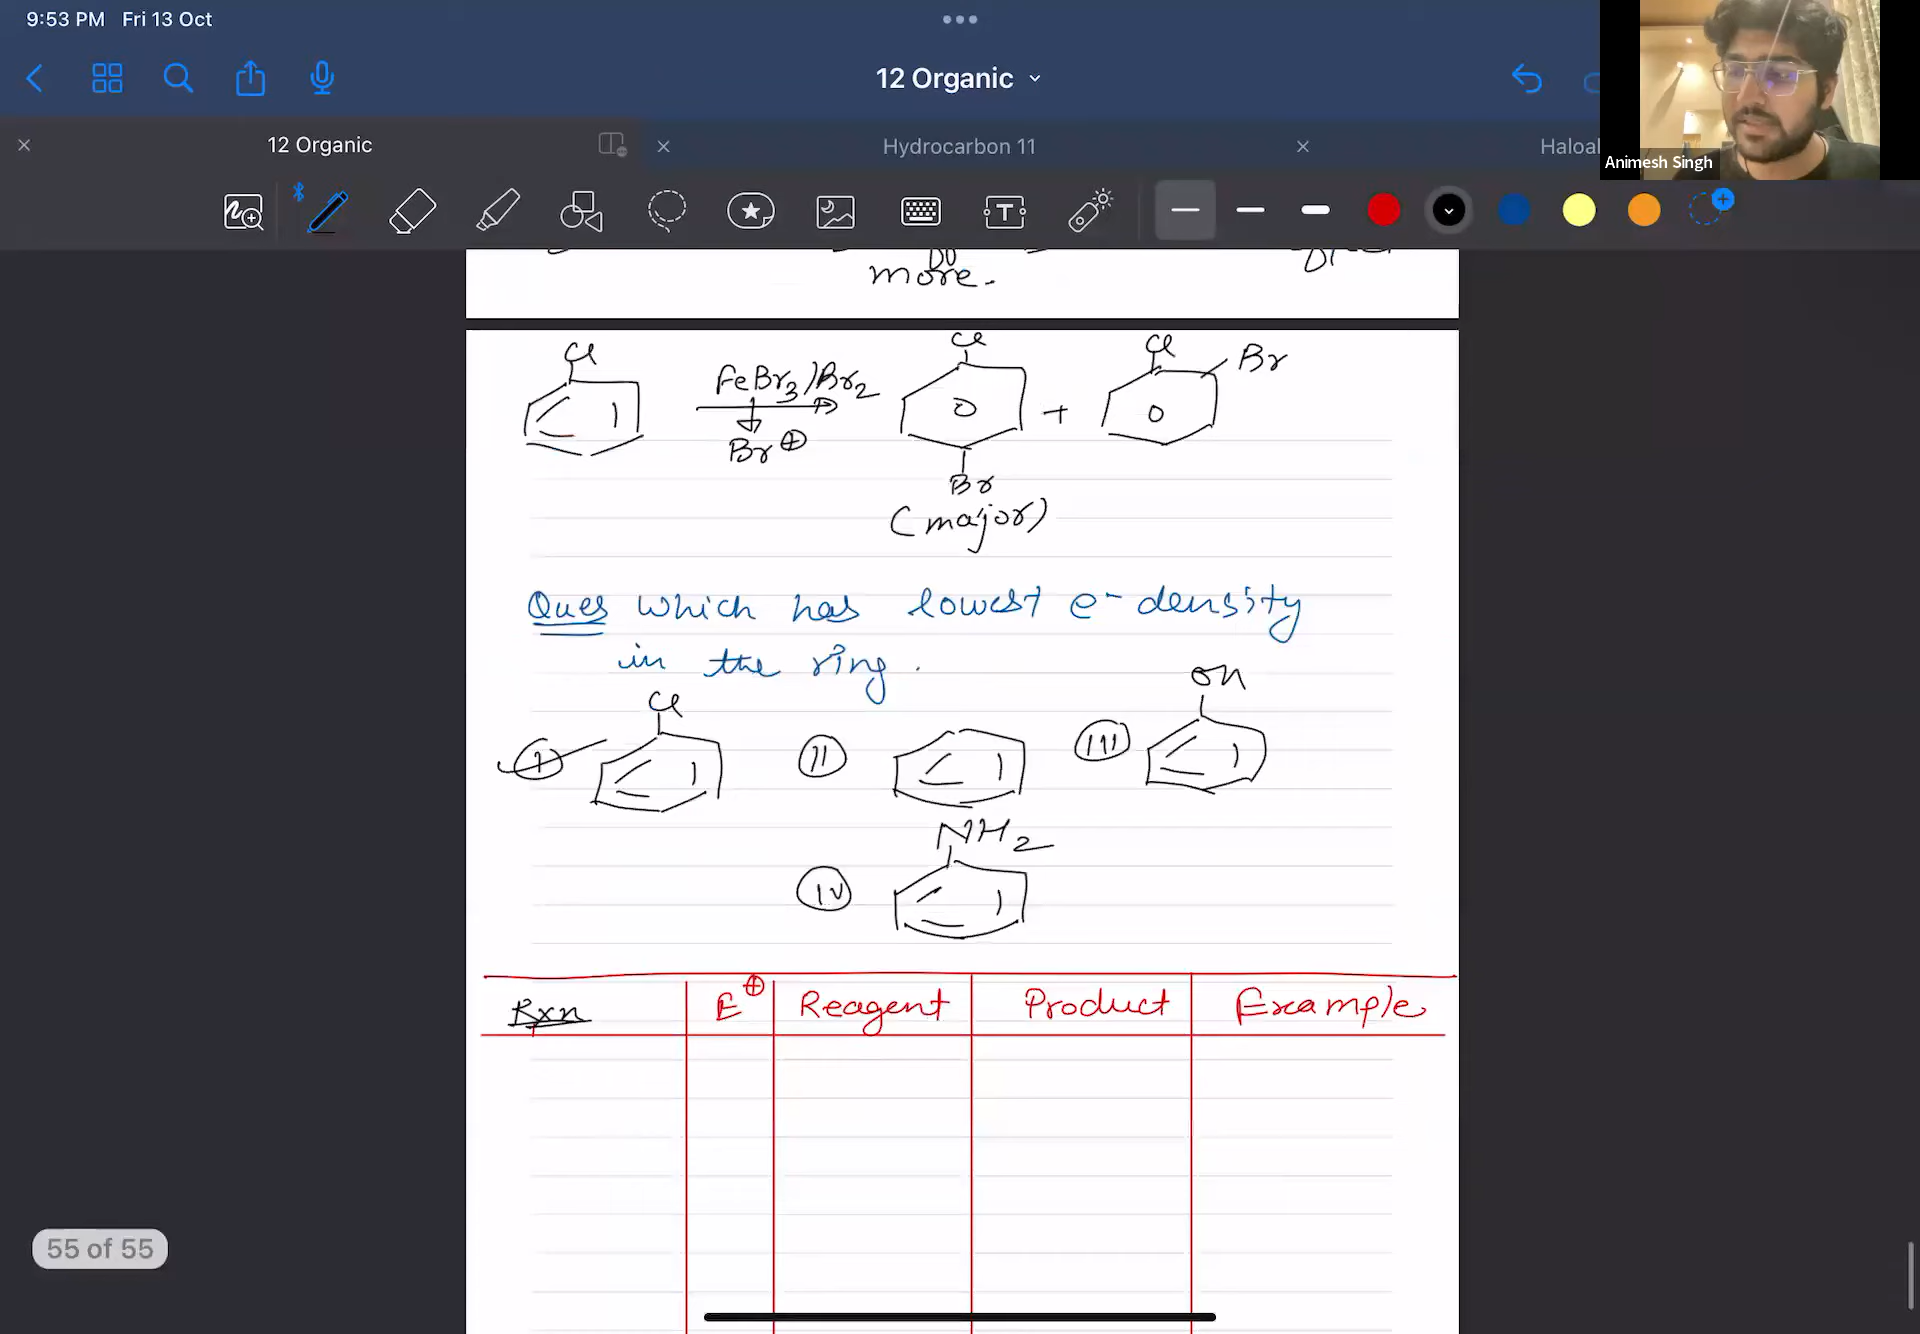 9:53 PM Fri 13 Oct
12 Organic
12 Organic
Hydrocarbon 11
Haloal
Animesh Singh
more.
Cl
FeBr3/Br2
Br⊕
Cl
Br
(major)
+
Cl
Br
Ques which has lowest e- density
in the ring.
I
Cl
II
III
OH
IV
NH2
Rxn E⊕ Reagent Product Example
55 of 55